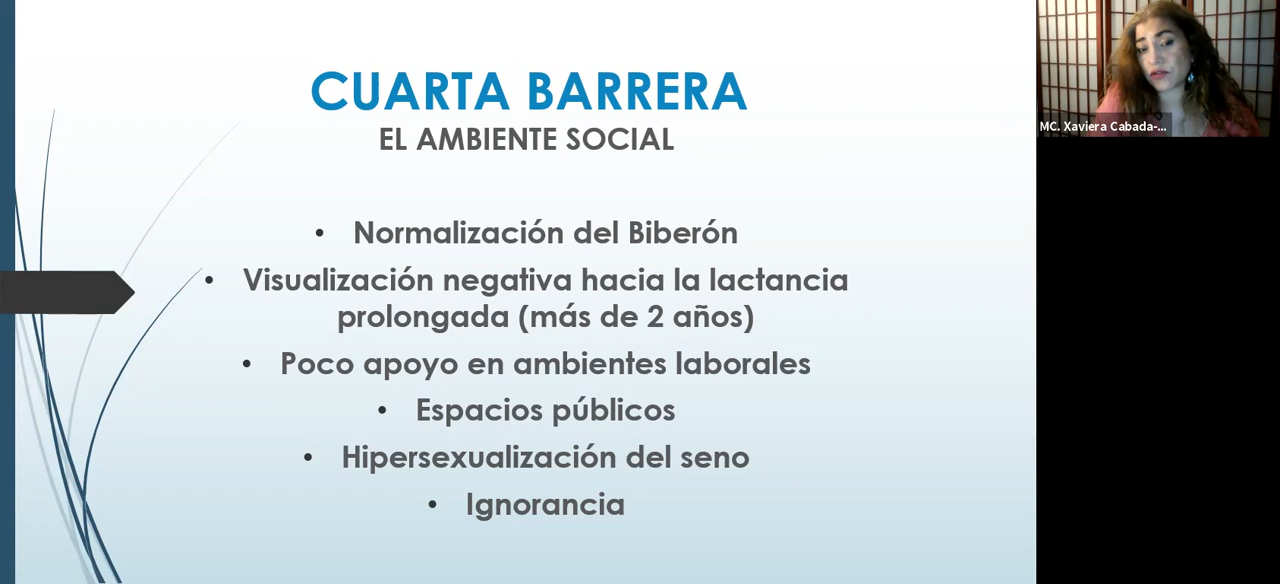 CUARTA BARRERA
EL AMBIENTE SOCIAL
• Normalización del Biberón
• Visualización negativa hacia la lactancia
prolongada (más de 2 años)
• Poco apoyo en ambientes laborales
• Espacios públicos
• Hipersexualización del seno
• Ignorancia
MC. Xaviera Cabada-...